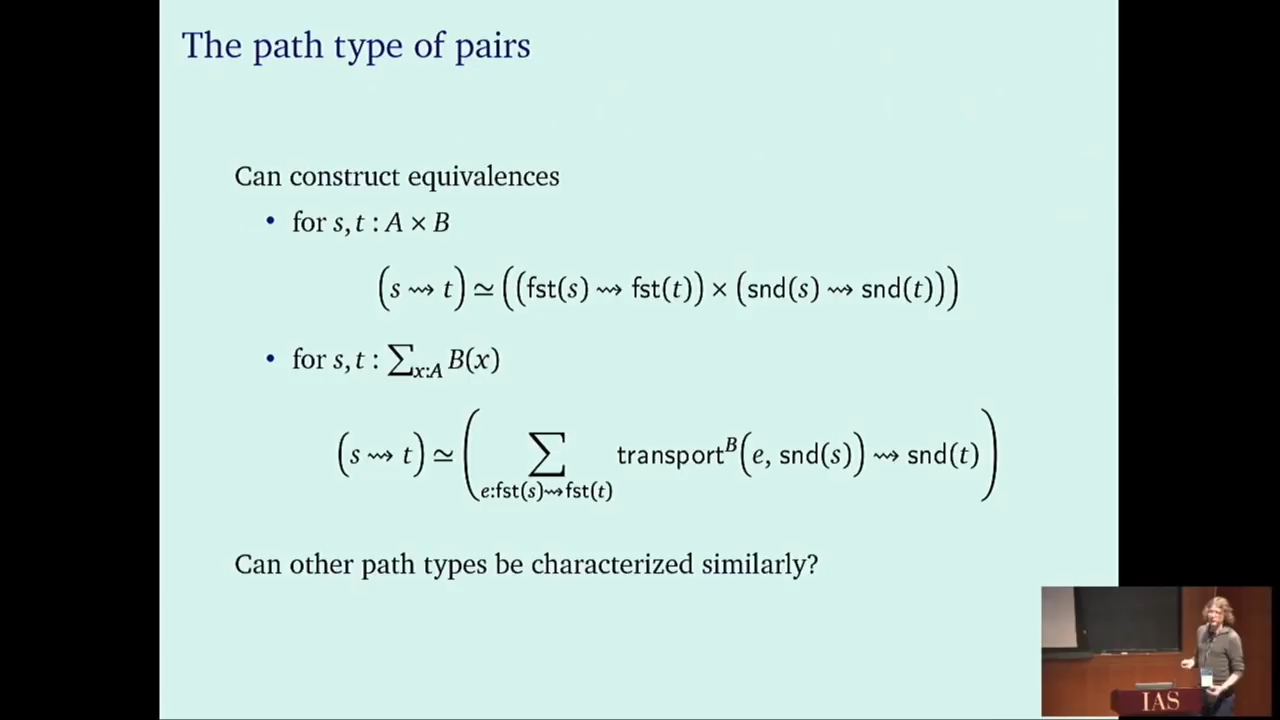 The path type of pairs
Can construct equivalences
• for s, t : A × B
(s ⇝ t) ≃ ((fst(s) ⇝ fst(t)) × (snd(s) ⇝ snd(t)))
• for s, t : ∑x:A B(x)
(s ⇝ t) ≃ (∑e:fst(s)⇝fst(t) transportᴮ(e, snd(s)) ⇝ snd(t))
Can other path types be characterized similarly?
IAS